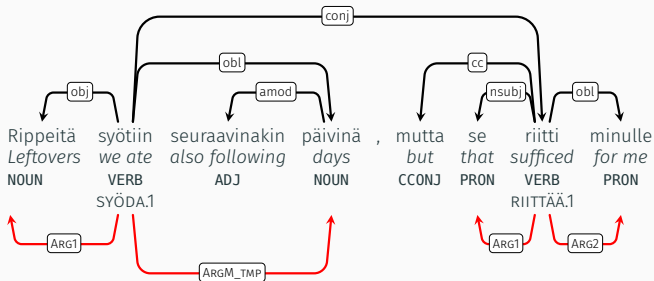 conj
obl cc
obj amod nsubj obl
Rippeitä syötiin seuraavinakin päivinä , mutta se riitti minulle
Leftovers we ate also following days but that sufficed for me
NOUN VERB ADJ NOUN CCONJ PRON VERB PRON
SYÖDA.1 RIITTÄÄ.1
ARG1 ARG1 ARG2
ARGM_TMP